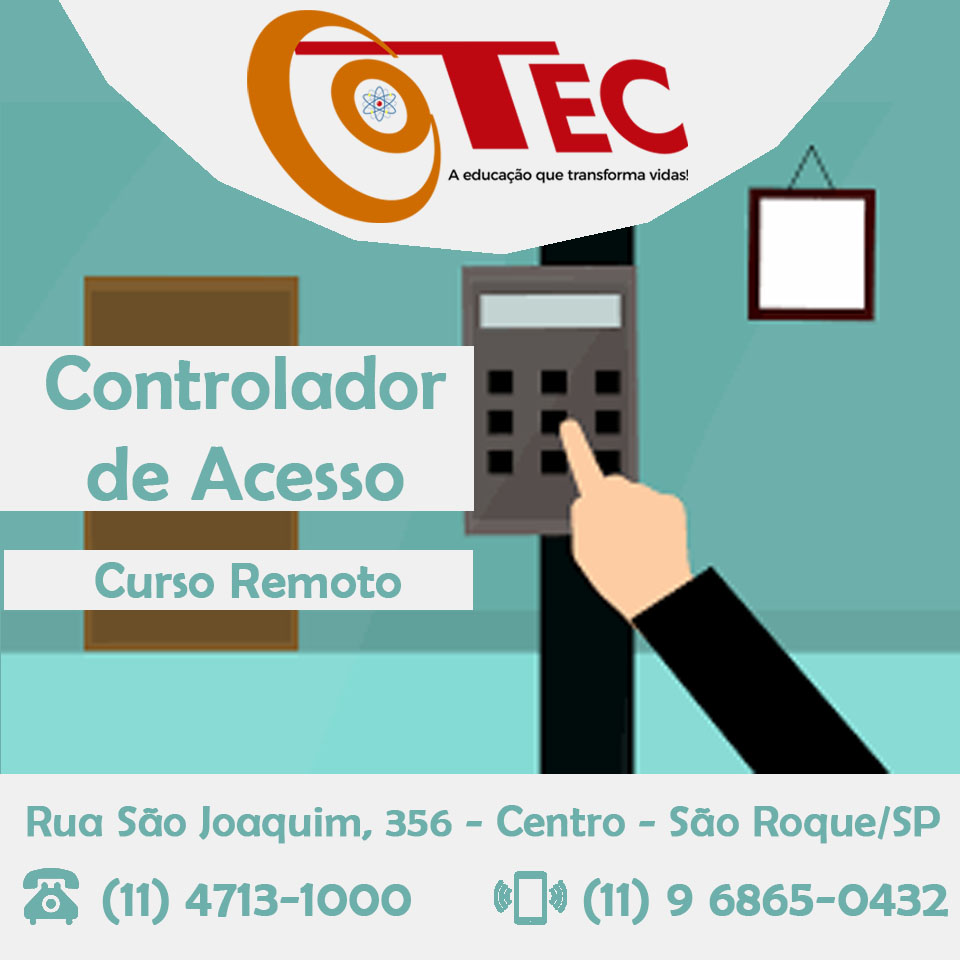 COTEC
A educação que transforma vidas!
Controlador
de Acesso
Curso Remoto
Rua São Joaquim, 356 - Centro - São Roque/SP
(11) 4713-1000
(11) 9 6865-0432